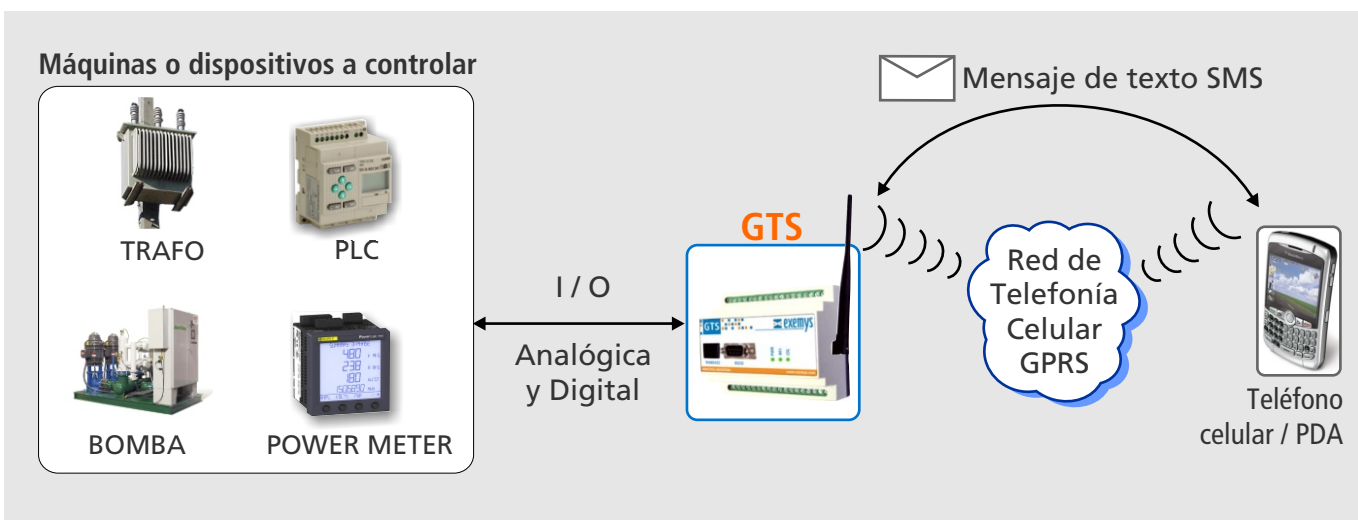 Máquinas o dispositivos a controlar
TRAFO
PLC
BOMBA
POWER METER
I / O
Analógica
y Digital
GTS
GTS
exemys
Mensaje de texto SMS
Red de
Telefonía
Celular
GPRS
Teléfono
celular / PDA